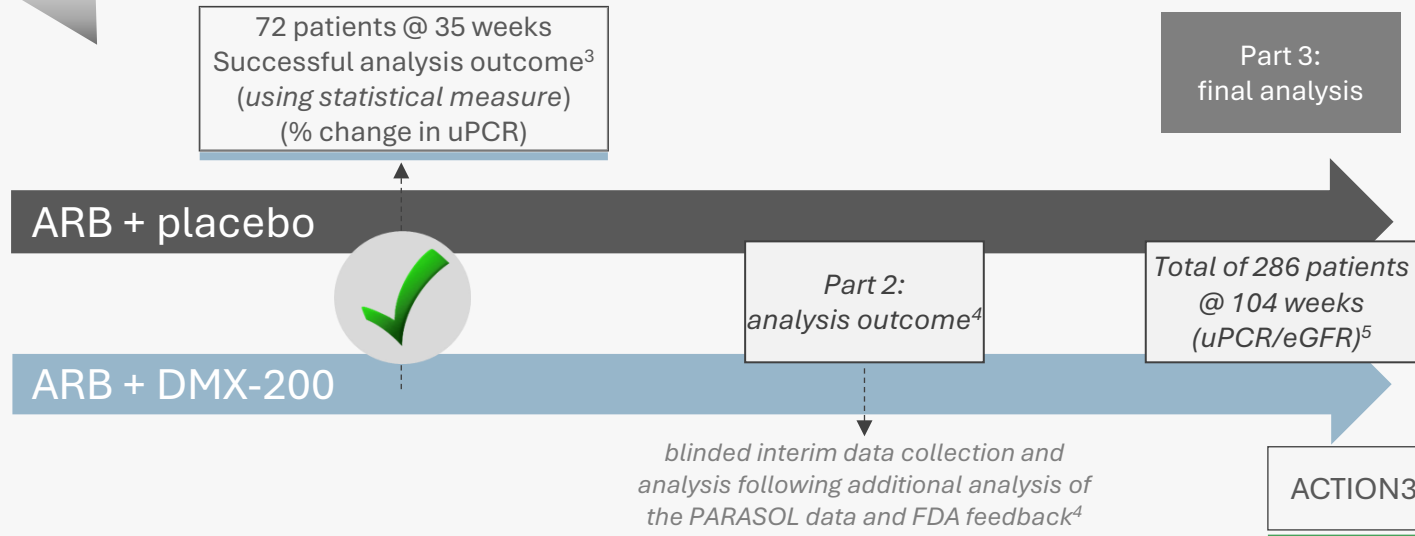 72 patients @ 35 weeks
Successful analysis outcome³
(using statistical measure)
(% change in uPCR)
Part 3:
final analysis
ARB + placebo
Part 2:
analysis outcome⁴
Total of 286 patients
@ 104 weeks
(uPCR/eGFR)⁵
ARB + DMX-200
blinded interim data collection and
analysis following additional analysis of
the PARASOL data and FDA feedback⁴
ACTION3